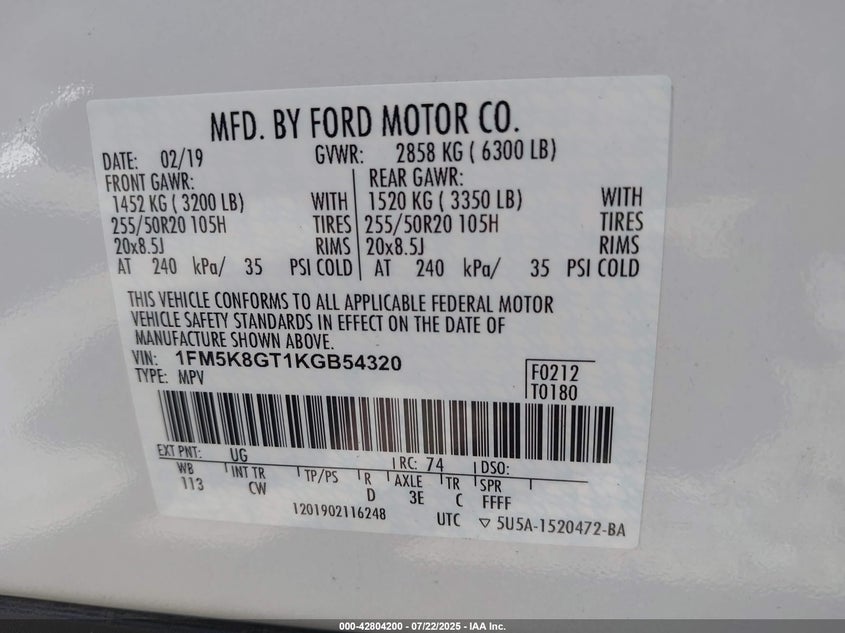 MFD. BY FORD MOTOR CO.
DATE: 02/19 GVWR: 2858 KG ( 6300 LB)
FRONT GAWR: REAR GAWR:
1452 KG ( 3200 LB) WITH 1520 KG ( 3350 LB) WITH
255/50R20 105H TIRES 255/50R20 105H TIRES
20x8.5J RIMS 20x8.5J RIMS
AT 240 kPa/ 35 PSI COLD AT 240 kPa/ 35 PSI COLD
THIS VEHICLE CONFORMS TO ALL APPLICABLE FEDERAL MOTOR
VEHICLE SAFETY STANDARDS IN EFFECT ON THE DATE OF
MANUFACTURE SHOWN ABOVE.
VIN: 1FM5K8GT1KGB54320 F0212
TYPE: MPV T0180
EXT PNT: UG RC: 74 DSO:
WB INT TR TP/PS R AXLE TR SPR
113 CW D 3E C FFFF
1201902116248 UTC ▽ 5U5A-1520472-BA
000-42804200 - 07/22/2025 - IAA Inc.